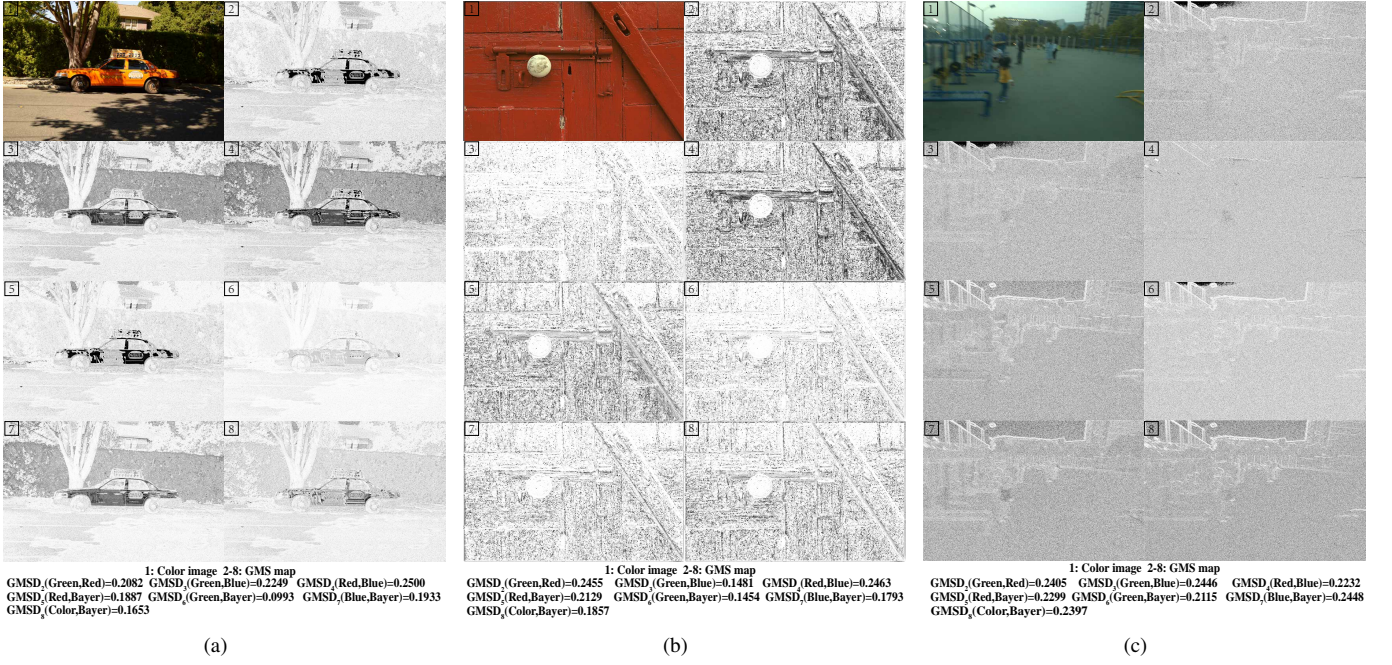 1 2
3 4
5 6
7 8
1: Color image 2-8: GMS map
GMSD2(Green,Red)=0.2082 GMSD3(Green,Blue)=0.2249 GMSD4(Red,Blue)=0.2500
GMSD5(Red,Bayer)=0.1887 GMSD6(Green,Bayer)=0.0993 GMSD7(Blue,Bayer)=0.1933
GMSD8(Color,Bayer)=0.1653
(a)
1 2
3 4
5 6
7 8
1: Color image 2-8: GMS map
GMSD2(Green,Red)=0.2455 GMSD3(Green,Blue)=0.1481 GMSD4(Red,Blue)=0.2463
GMSD5(Red,Bayer)=0.2129 GMSD6(Green,Bayer)=0.1454 GMSD7(Blue,Bayer)=0.1793
GMSD8(Color,Bayer)=0.1857
(b)
1 2
3 4
5 6
7 8
1: Color image 2-8: GMS map
GMSD2(Green,Red)=0.2405 GMSD3(Green,Blue)=0.2446 GMSD4(Red,Blue)=0.2232
GMSD5(Red,Bayer)=0.2299 GMSD6(Green,Bayer)=0.2115 GMSD7(Blue,Bayer)=0.2448
GMSD8(Color,Bayer)=0.2397
(c)